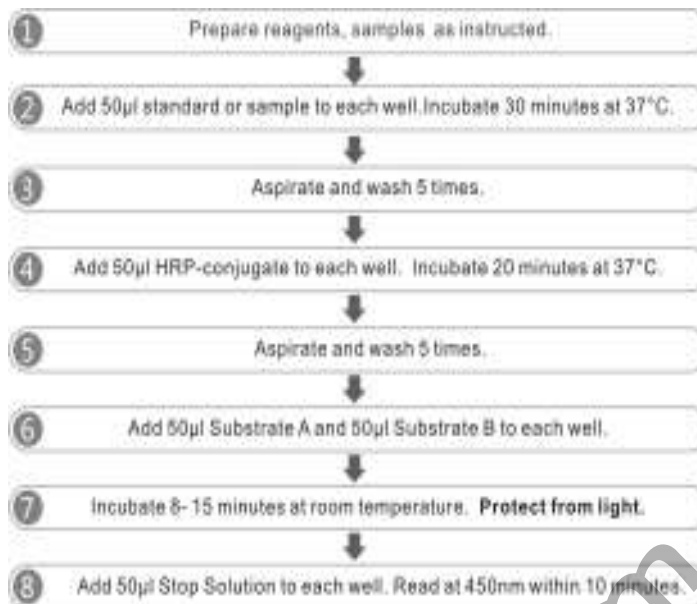 1 Prepare reagents, samples as instructed.
2 Add 50µl standard or sample to each well.Incubate 30 minutes at 37°C.
3 Aspirate and wash 5 times.
4 Add 50µl HRP-conjugate to each well. Incubate 20 minutes at 37°C.
5 Aspirate and wash 5 times.
6 Add 50µl Substrate A and 50µl Substrate B to each well.
7 Incubate 8-15 minutes at room temperature. Protect from light.
8 Add 50µl Stop Solution to each well. Read at 450nm within 10 minutes.